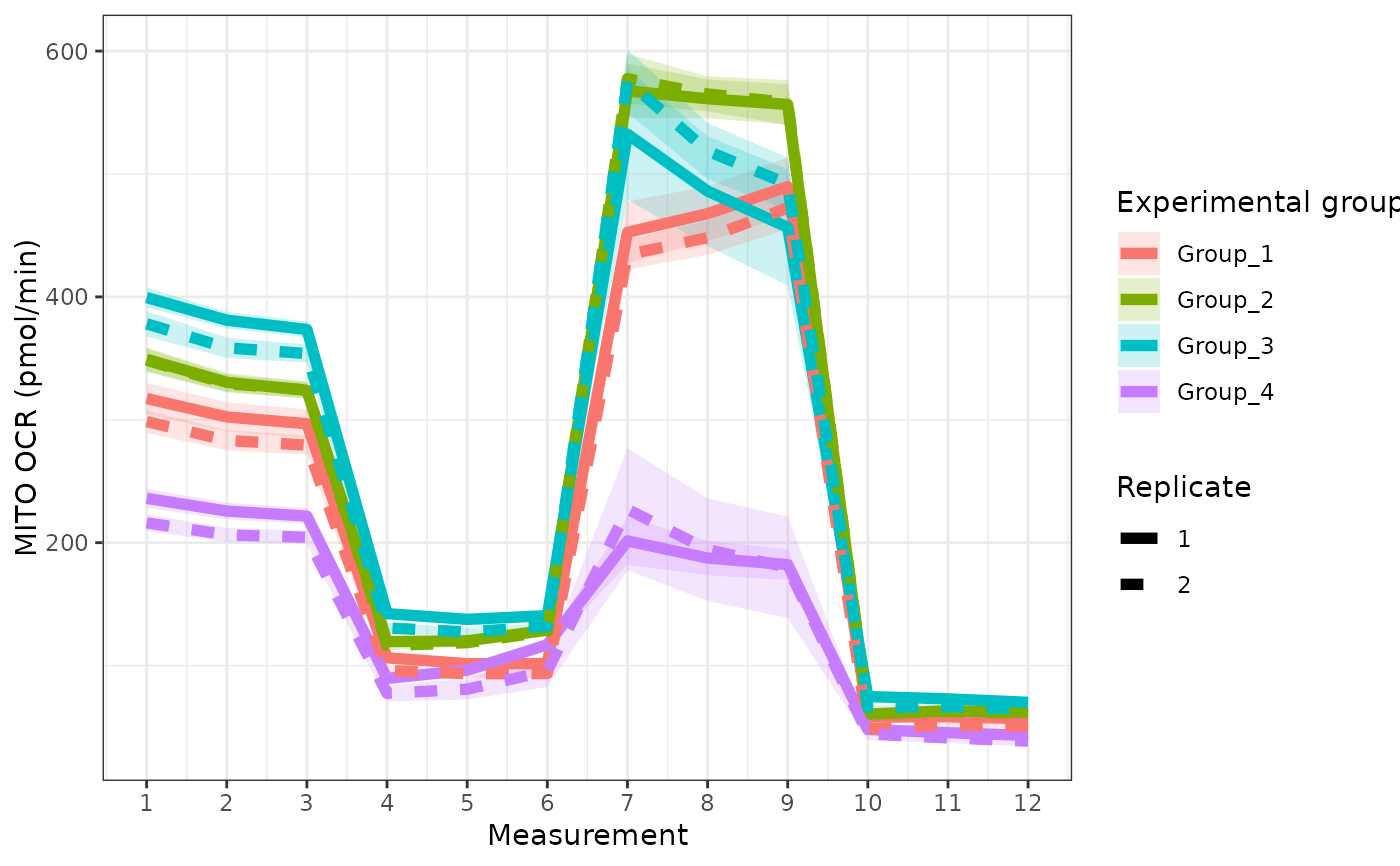 600
400
200
MITO OCR (pmol/min)
1 2 3 4 5 6 7 8 9 10 11 12
Measurement
Experimental group
Group_1
Group_2
Group_3
Group_4
Replicate
1
2